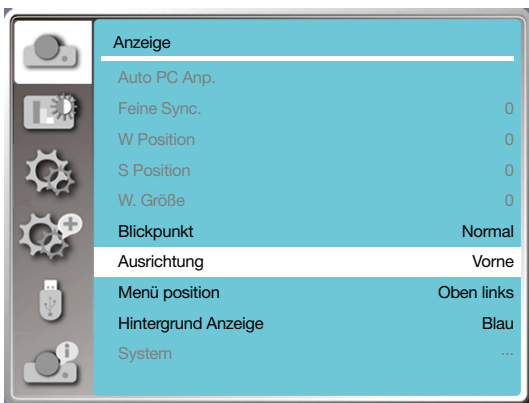 Anzeige
Auto PC Anp.
Feine Sync. 0
W Position 0
S Position 0
W. Größe 0
Blickpunkt Normal
Ausrichtung Vorne
Menü position Oben links
Hintergrund Anzeige Blau
System ...